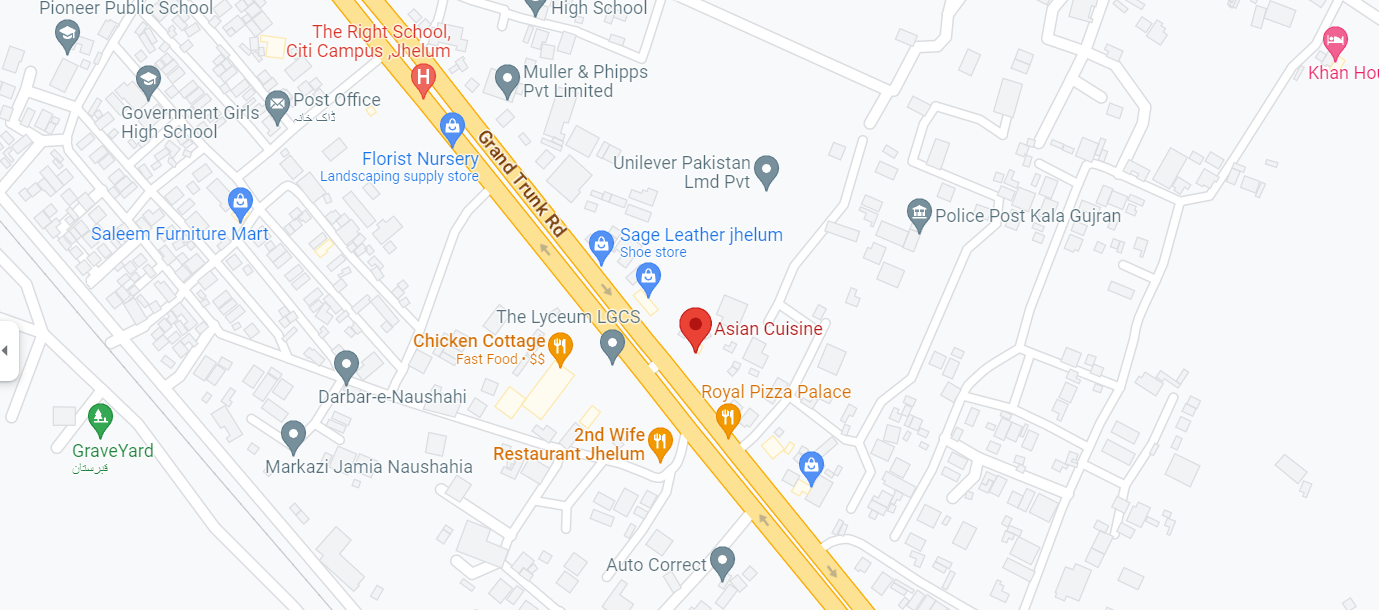 Pioneer Public School
High School
The Right School,
Citi Campus ,Jhelum
H
Khan Hou
Muller & Phipps
Pvt Limited
Post Office
ڈاک خانہ
Government Girls
High School
Florist Nursery
Landscaping supply store
Grand Trunk Rd
Unilever Pakistan
Lmd Pvt
Police Post Kala Gujran
Saleem Furniture Mart
Sage Leather jhelum
Shoe store
The Lyceum LGCS
Asian Cuisine
Chicken Cottage
Fast Food • $$
Darbar-e-Naushahi
Royal Pizza Palace
2nd Wife
Restaurant Jhelum
GraveYard
قبرستان
Markazi Jamia Naushahia
Auto Correct